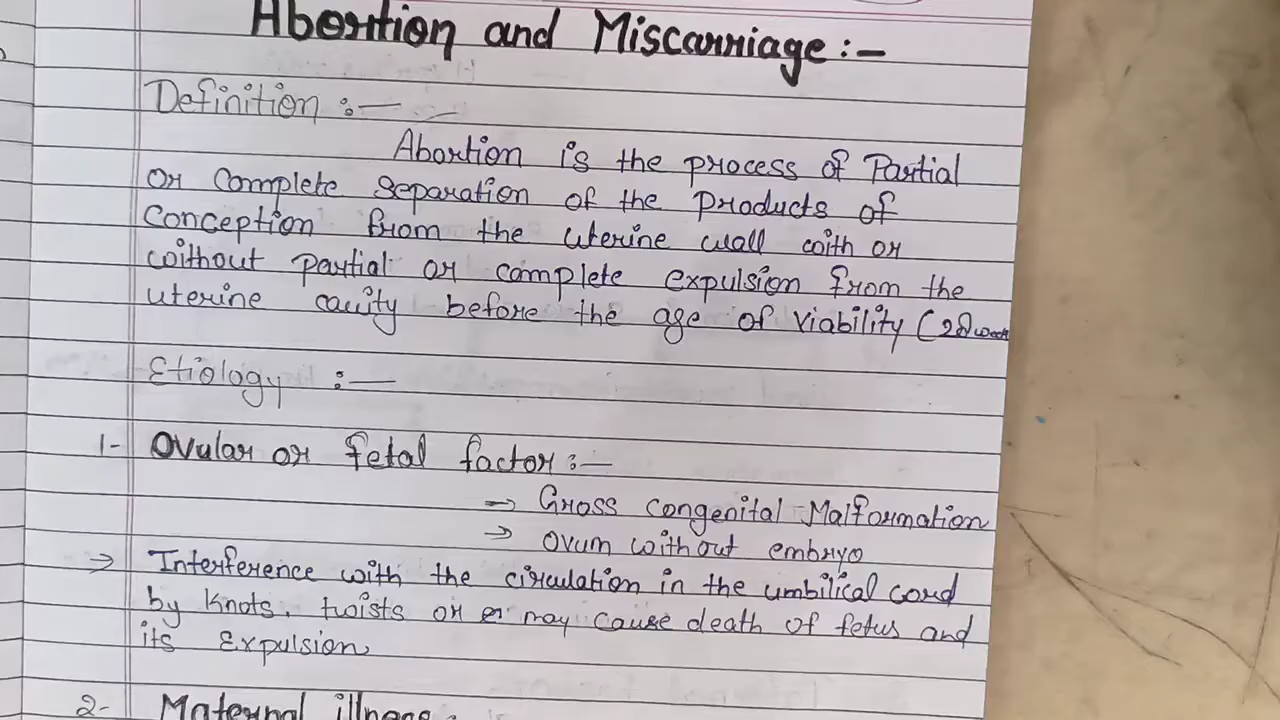 Abortion and Miscarriage :-
Definition :-
Abortion is the process of Partial
or complete separation of the products of
conception from the uterine wall with or
without partial or complete expulsion from the
uterine cavity before the age of viability (28 week
Etiology :-
1- Ovular or fetal factor :-
→ Gross congenital Malformation
→ Ovum without embryo
→ Interference with the circulation in the umbilical cord
by knots, twists or may cause death of fetus and
its Expulsion
2- Maternal illness :